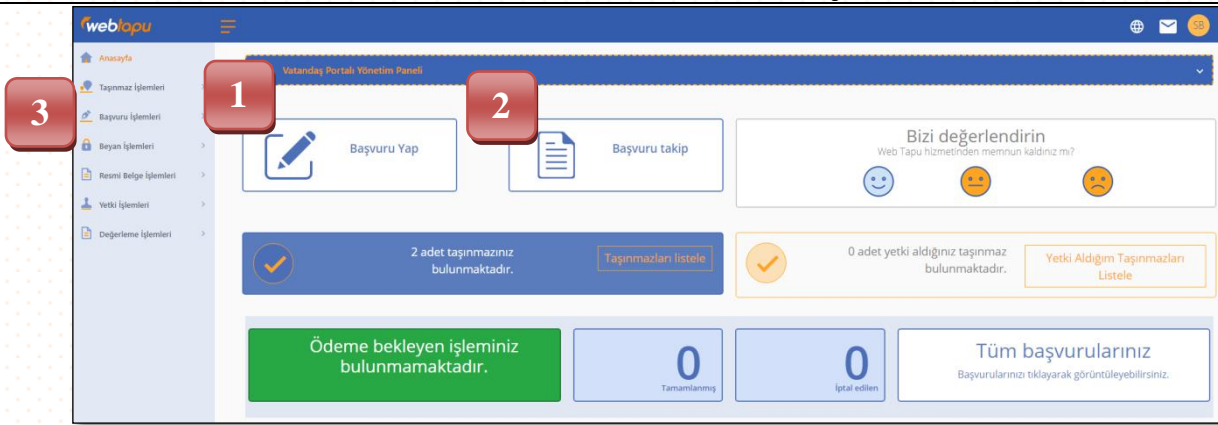 webtapu
SB
Anasayfa
Taşınmaz İşlemleri
Başvuru İşlemleri
Beyan İşlemleri
Resmi Belge İşlemleri
Yetki İşlemleri
Değerleme İşlemleri
3
1
2
Vatandaş Portalı Yönetim Paneli
Başvuru Yap
Başvuru takip
Bizi değerlendirin
Web Tapu hizmetinden memnun kaldınız mı?
2 adet taşınmazınız
bulunmaktadır.
Taşınmazları listele
0 adet yetki aldığınız taşınmaz
bulunmaktadır.
Yetki Aldığım Taşınmazları
Listele
Ödeme bekleyen işleminiz
bulunmamaktadır.
0
Tamamlanmış
0
İptal edilen
Tüm başvurularınız
Başvurularınızı tıklayarak görüntüleyebilirsiniz.